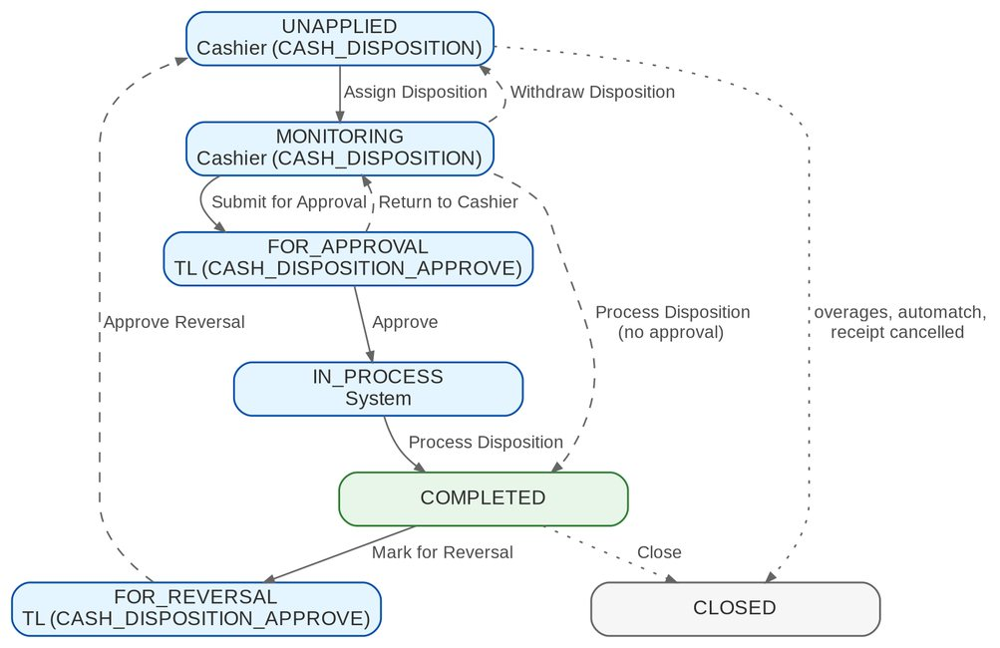 UNAPPLIED
Cashier (CASH_DISPOSITION)
Assign Disposition
Withdraw Disposition
MONITORING
Cashier (CASH_DISPOSITION)
Submit for Approval
Return to Cashier
FOR_APPROVAL
TL (CASH_DISPOSITION_APPROVE)
Approve Reversal
Approve
Process Disposition
(no approval)
overages, automatch,
receipt cancelled
IN_PROCESS
System
Process Disposition
COMPLETED
Mark for Reversal
Close
FOR_REVERSAL
TL (CASH_DISPOSITION_APPROVE)
CLOSED